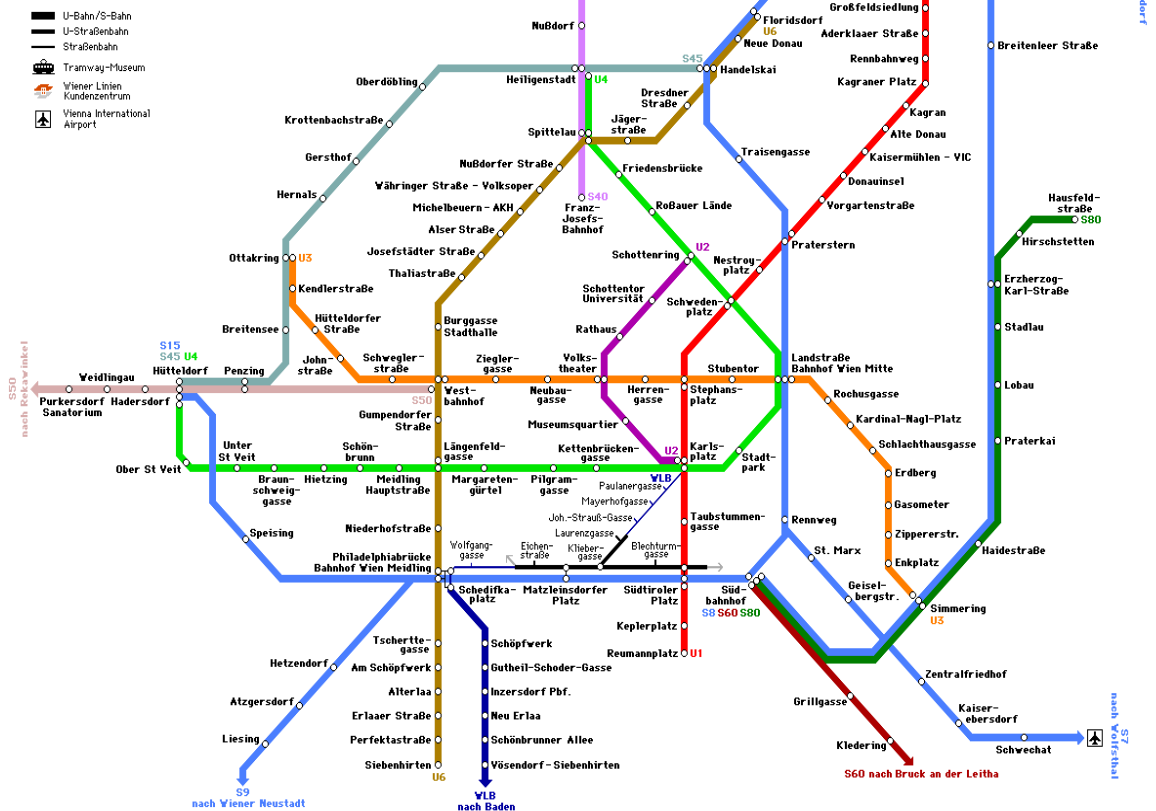 U-Bahn/S-Bahn
U-Straßenbahn
Straßenbahn
Tramway-Museum
Wiener Linien
Kundenzentrum
Vienna International
Airport
Nußdorf
Heiligenstadt
U4
Spittelau
S40
Franz-
Josefs-
Bahnhof
Floridsdorf
U6
Neue Donau
S45
Handelskai
Dresdner
Straße
Jäger-
straße
Großfeldsiedlung
Aderklaaer Straße
Rennbahnweg
Kagraner Platz
Kagran
Alte Donau
Kaisermühlen - VIC
Donauinsel
Vorgartenstraße
Praterstern
Nestroy-
platz
Schweden-
platz
dorf
Breitenleer Straße
Hausfeld-
straße
S80
Hirschstetten
Erzherzog-
Karl-Straße
Stadlau
Lobau
Praterkai
Haidestraße
Oberdöbling
Krottenbachstraße
Gersthof
Hernals
Ottakring
U3
Kendlerstraße
Breitensee
Hütteldorfer
Straße
John-
straße
Schwegler-
straße
Nußdorfer Straße
Währinger Straße - Volksoper
Michelbeuern - AKH
Alser Straße
Josefstädter Straße
Thaliastraße
Burggasse
Stadthalle
Friedensbrücke
Roßauer Lände
U2
Schottenring
Schottentor
Universität
Rathaus
Traisengasse
S15
S45 U4
Hütteldorf
Penzing
Weidlingau
Purkersdorf
Sanatorium
Hadersdorf
S50
nach Rekawinkel
S50
West-
bahnhof
Ziegler-
gasse
Neubau-
gasse
Volks-
theater
Herren-
gasse
Stephans-
platz
Stubentor
Landstraße
Bahnhof Wien Mitte
Rochusgasse
Kardinal-Nagl-Platz
Schlachthausgasse
Erdberg
Gasometer
Zippererstr.
Enkplatz
Simmering
U3
Gumpendorfer
Straße
Museumsquartier
Ober St Veit
Unter
St Veit
Braun-
schweig-
gasse
Hietzing
Schön-
brunn
Meidling
Hauptstraße
Längenfeld-
gasse
Margareten-
gürtel
Pilgram-
gasse
Kettenbrücken-
gasse
U2
Karls-
platz
Stadt-
park
WLB
Paulanergasse
Mayerhofgasse
Joh.-Strauß-Gasse
Laurenzgasse
Taubstummen-
gasse
Speising
Niederhofstraße
Philadelphiabrücke
Bahnhof Wien Meidling
Wolfgang-
gasse
Eichen-
straße
Klieber-
gasse
Blechturm-
gasse
Schedifka-
platz
Matzleinsdorfer
Platz
Südtiroler
Platz
Süd-
bahnhof
S8 S60 S80
Keplerplatz
Reumannplatz
U1
Rennweg
St. Marx
Geisel-
bergstr.
Zentralfriedhof
Kaiser-
ebersdorf
Schwechat
S7
nach Wolfsthal
Grillgasse
Kledering
S60 nach Bruck an der Leitha
Hetzendorf
Atzgersdorf
Liesing
S9
nach Wiener Neustadt
Tschertte-
gasse
Am Schöpfwerk
Alterlaa
Erlaaer Straße
Perfektastraße
Siebenhirten
U6
Schöpfwerk
Gutheil-Schoder-Gasse
Inzersdorf Pbf.
Neu Erlaa
Schönbrunner Allee
Vösendorf-Siebenhirten
WLB
nach Baden